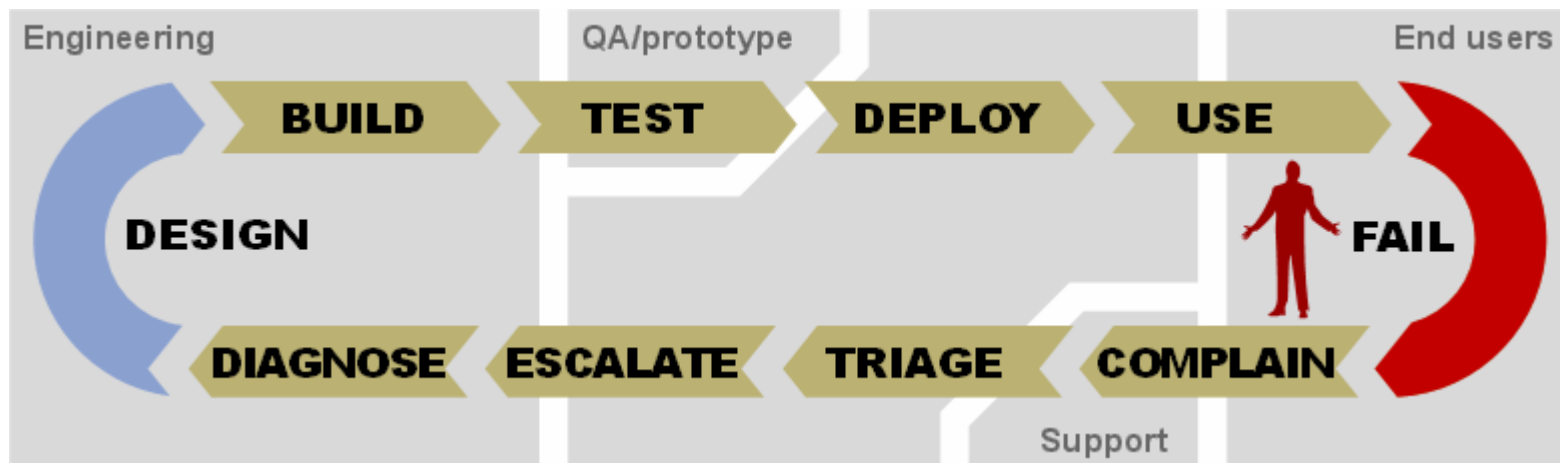 Engineering
QA/prototype
End users
BUILD
TEST
DEPLOY
USE
DESIGN
FAIL
DIAGNOSE
ESCALATE
TRIAGE
COMPLAIN
Support